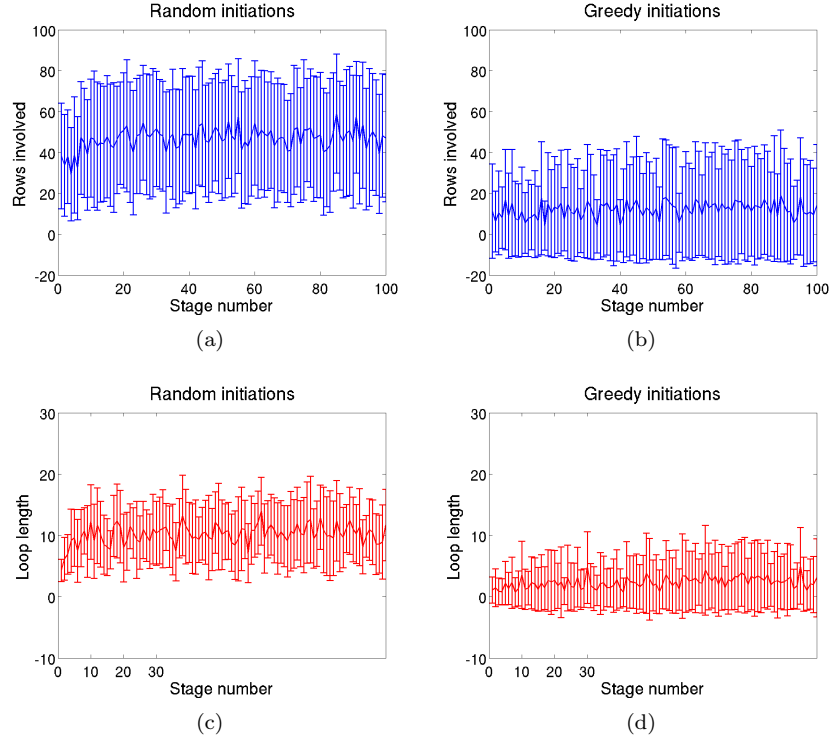 Random initiations
100
80
60
40
20
0
-20
Rows involved
0 20 40 60 80 100
Stage number
(a)
Greedy initiations
100
80
60
40
20
0
-20
Rows involved
0 20 40 60 80 100
Stage number
(b)
Random initiations
30
20
10
0
-10
Loop length
0 10 20 30
Stage number
(c)
Greedy initiations
30
20
10
0
-10
Loop length
0 10 20 30
Stage number
(d)